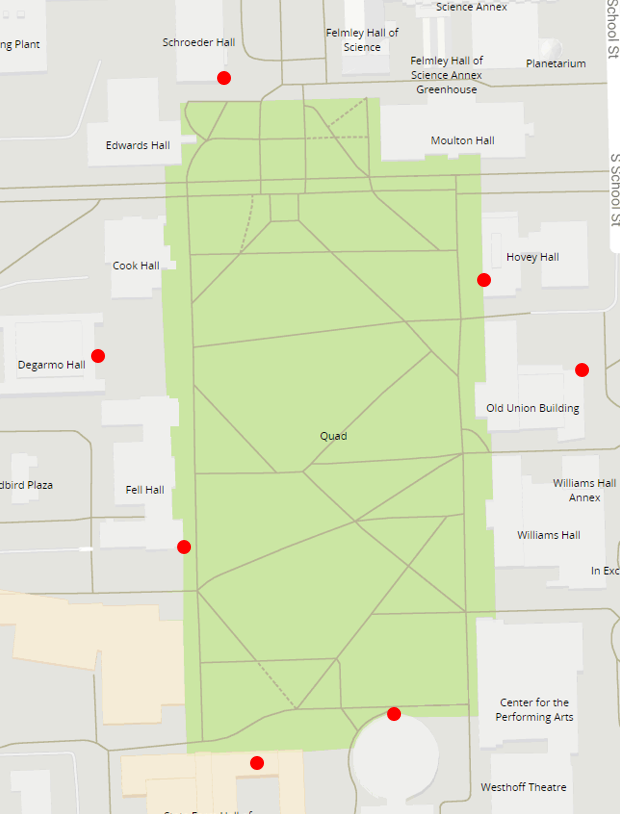 Science Annex
School St
Schroeder Hall
ng Plant
Felmley Hall of
Science
Felmley Hall of
Science Annex
Greenhouse
Planetarium
Edwards Hall
Moulton Hall
S School St
Cook Hall
Hovey Hall
Degarmo Hall
Old Union Building
Quad
dbird Plaza
Fell Hall
Williams Hall
Annex
Williams Hall
In Exc
Center for the
Performing Arts
Westhoff Theatre